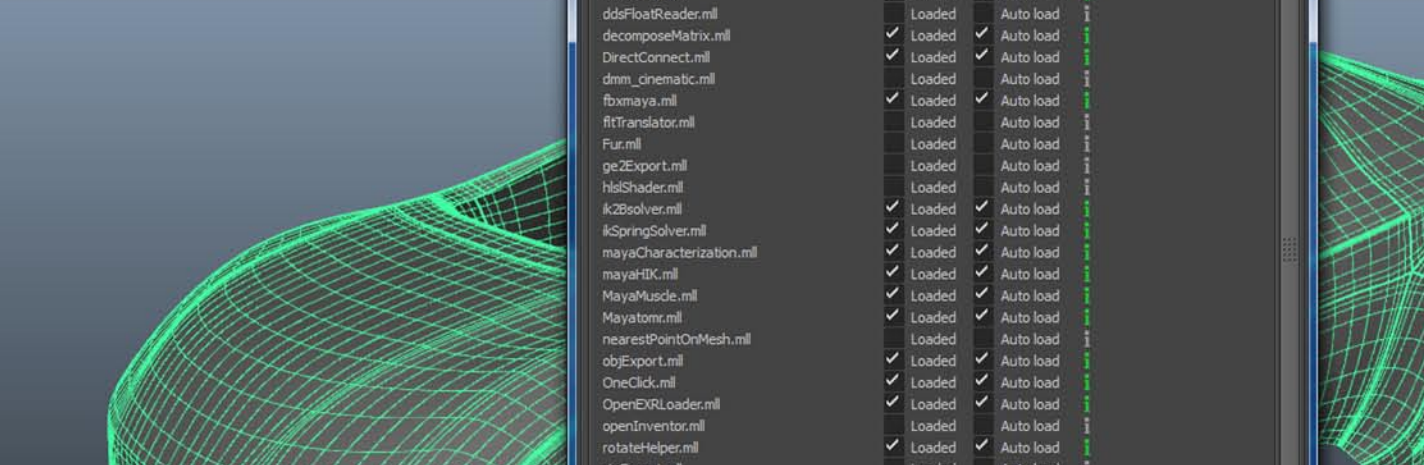 ddsFloatReader.mll Loaded Auto load i
decomposeMatrix.mll Loaded Auto load i
DirectConnect.mll Loaded Auto load i
dmm_cinematic.mll Loaded Auto load i
fbxmaya.mll Loaded Auto load i
fltTranslator.mll Loaded Auto load i
Fur.mll Loaded Auto load i
ge2Export.mll Loaded Auto load i
hlslShader.mll Loaded Auto load i
ik2Bsolver.mll Loaded Auto load i
ikSpringSolver.mll Loaded Auto load i
mayaCharacterization.mll Loaded Auto load i
mayaHIK.mll Loaded Auto load i
MayaMuscle.mll Loaded Auto load i
Mayatomr.mll Loaded Auto load i
nearestPointOnMesh.mll Loaded Auto load i
objExport.mll Loaded Auto load i
OneClick.mll Loaded Auto load i
OpenEXRLoader.mll Loaded Auto load i
openInventor.mll Loaded Auto load i
rotateHelper.mll Loaded Auto load i